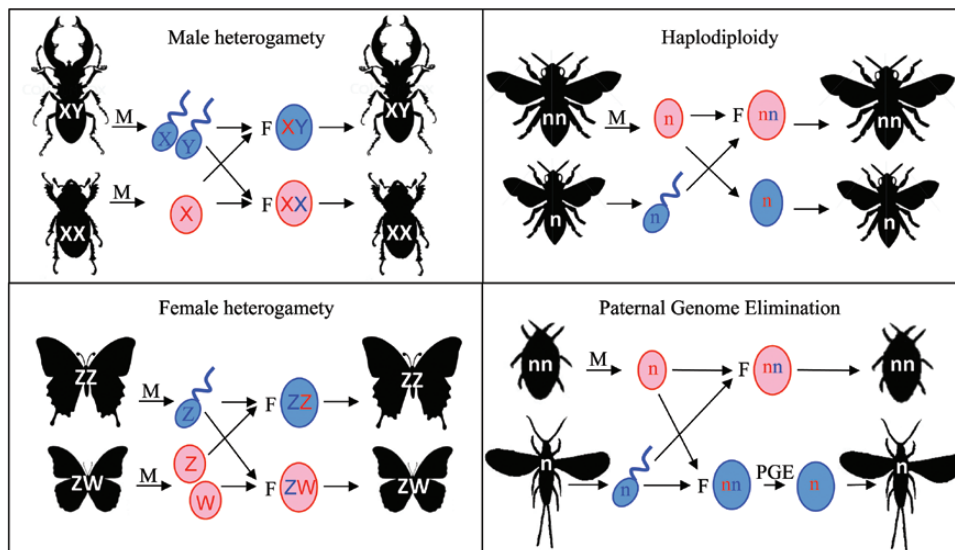 Male heterogamety
XY
M
X Y
F XY
XY
XX
M
X
F XX
XX
Haplodiploidy
nn
M
n
F nn
nn
n
n
n
n
Female heterogamety
ZZ
M
Z
F ZZ
ZZ
ZW
M
Z
W
F ZW
ZW
Paternal Genome Elimination
nn
M
n
F nn
nn
n
n
F nn
PGE
n
n